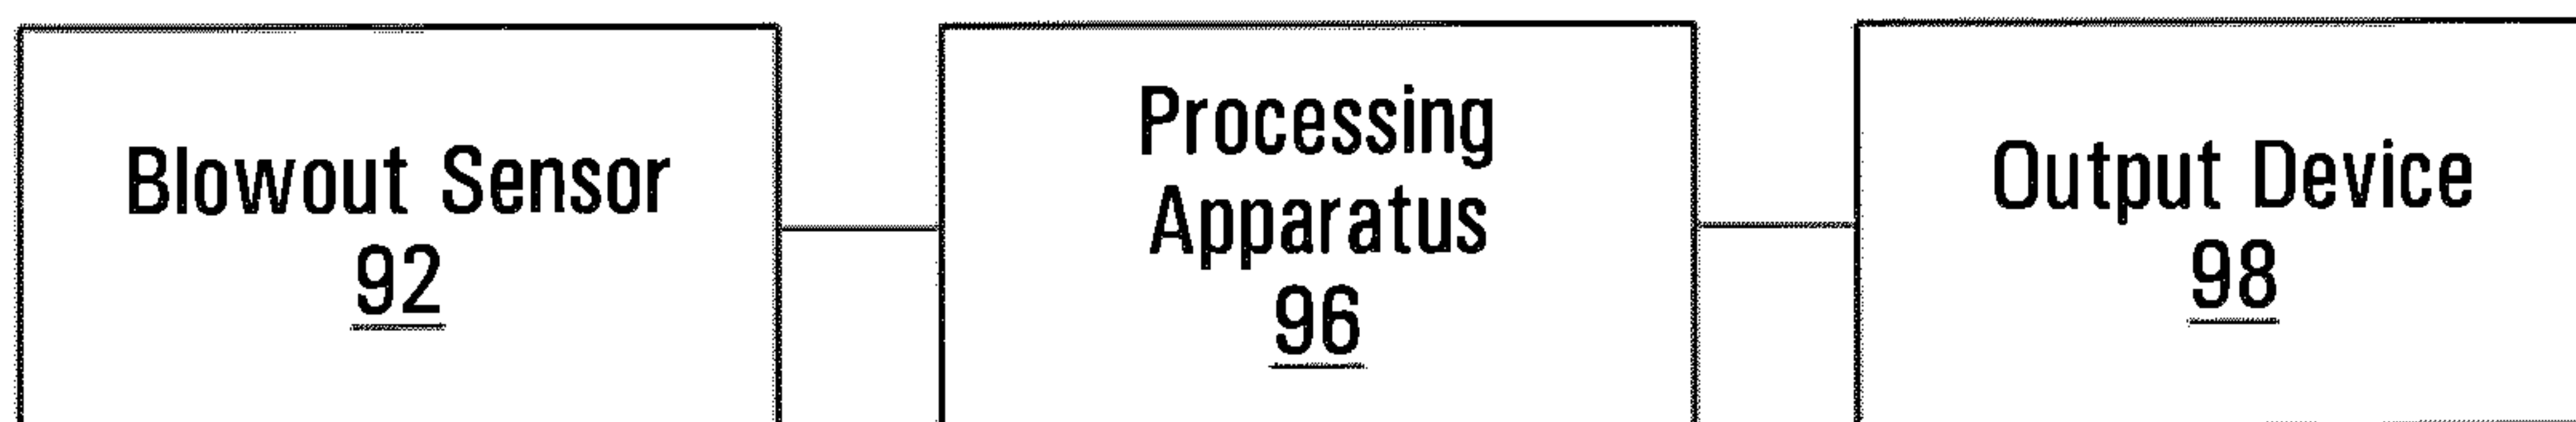 Blowout Sensor
92
Processing
Apparatus
96
Output Device
98